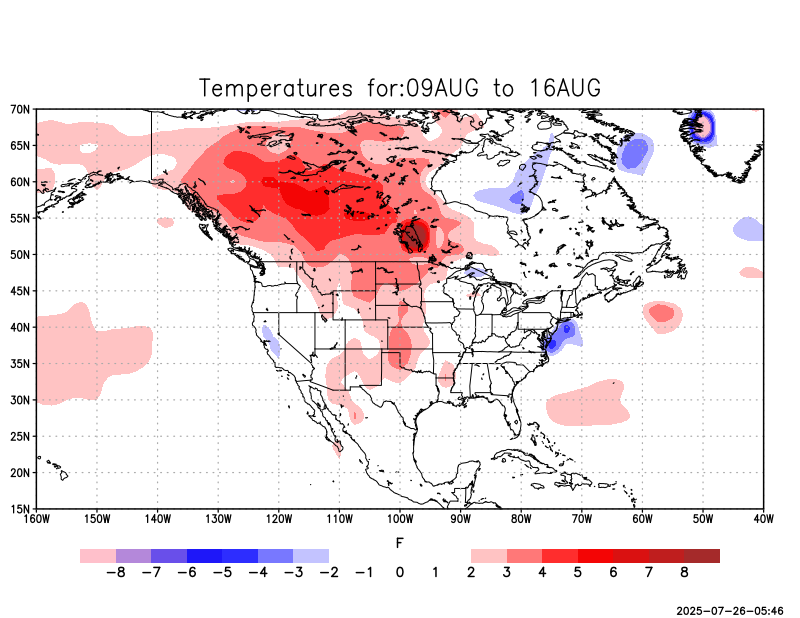 Temperatures for:09AUG to 16AUG
70N
65N
60N
55N
50N
45N
40N
35N
30N
25N
20N
15N
160W 150W 140W 130W 120W 110W 100W 90W 80W 70W 60W 50W 40W
F
−8 −7 −6 −5 −4 −3 −2 −1 0 1 2 3 4 5 6 7 8
2025-07-26-05:46